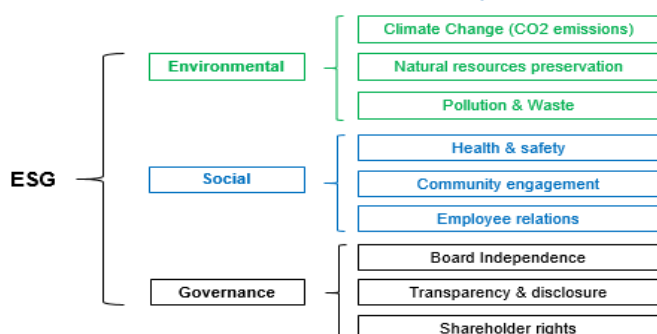 Climate Change (CO2 emissions)
Environmental
Natural resources preservation
Pollution & Waste
Health & safety
ESG
Social
Community engagement
Employee relations
Board Independence
Governance
Transparency & disclosure
Shareholder rights